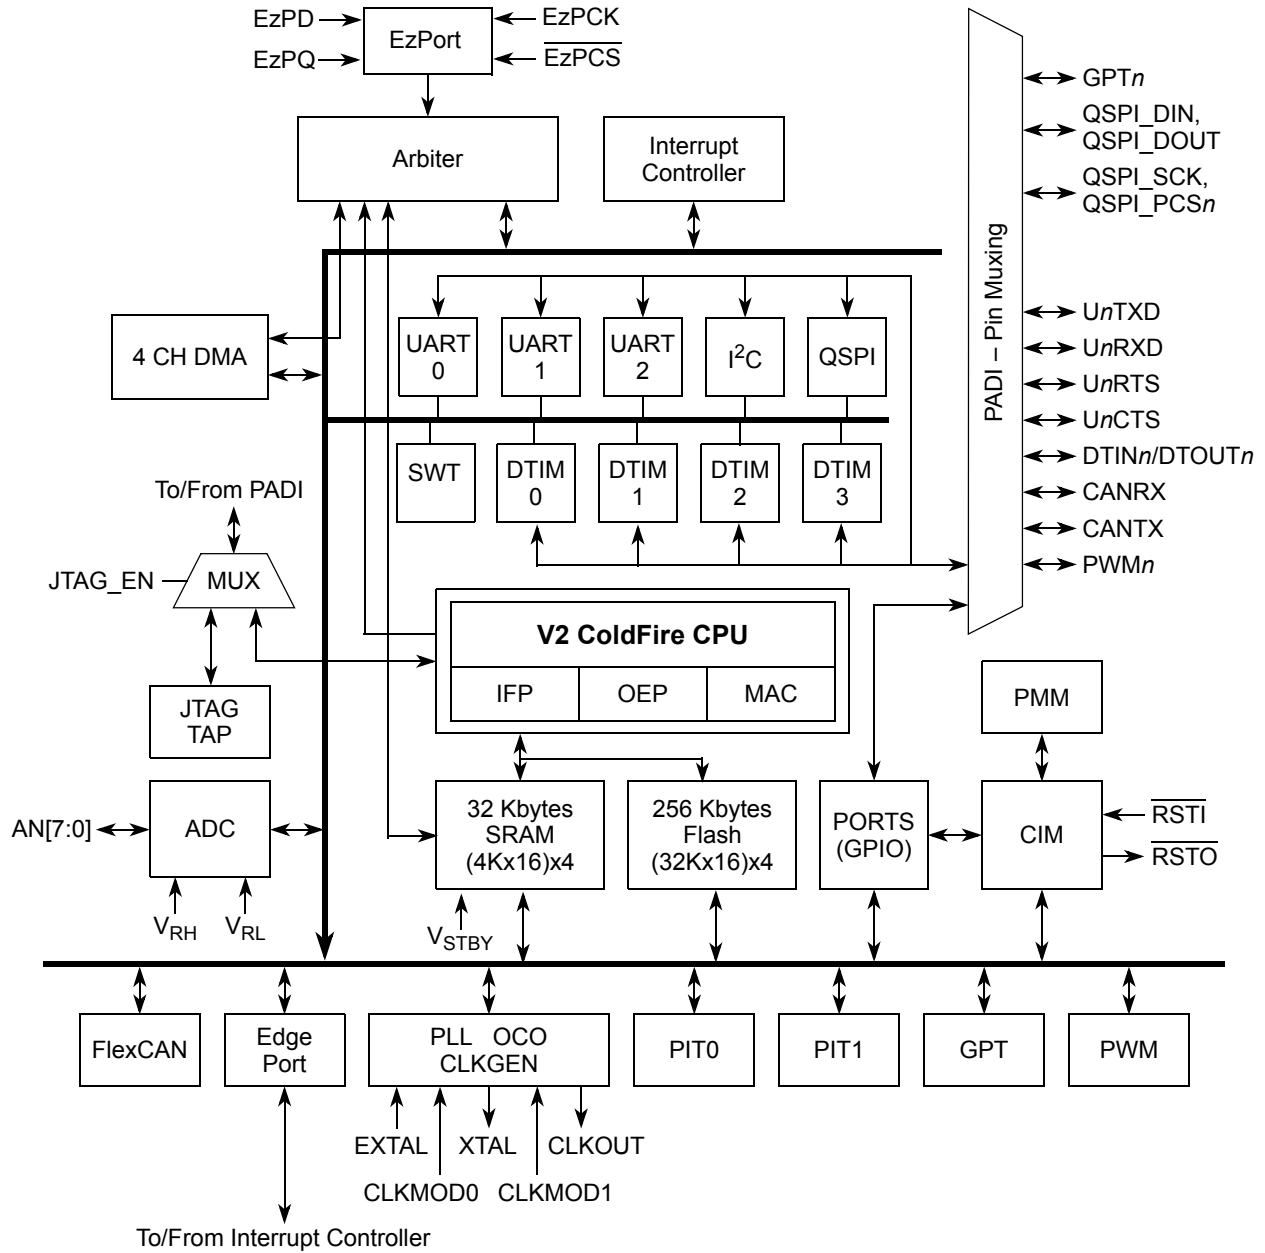 EzPD
EzPQ
EzPort
EzPCK
EzPCS
Arbiter
Interrupt
Controller
PADI – Pin Muxing
GPTn
QSPI_DIN,
QSPI_DOUT
QSPI_SCK,
QSPI_PCSn
UnTXD
UnRXD
UnRTS
UnCTS
DTINn/DTOUTn
CANRX
CANTX
PWMn
4 CH DMA
UART
0
UART
1
UART
2
I²C
QSPI
SWT
DTIM
0
DTIM
1
DTIM
2
DTIM
3
To/From PADI
JTAG_EN
MUX
JTAG
TAP
V2 ColdFire CPU
IFP
OEP
MAC
PMM
AN[7:0]
ADC
VRH
VRL
32 Kbytes
SRAM
(4Kx16)x4
VSTBY
256 Kbytes
Flash
(32Kx16)x4
PORTS
(GPIO)
CIM
RSTI
RSTO
FlexCAN
Edge
Port
PLL OCO
CLKGEN
PIT0
PIT1
GPT
PWM
EXTAL
XTAL
CLKOUT
CLKMOD0
CLKMOD1
To/From Interrupt Controller